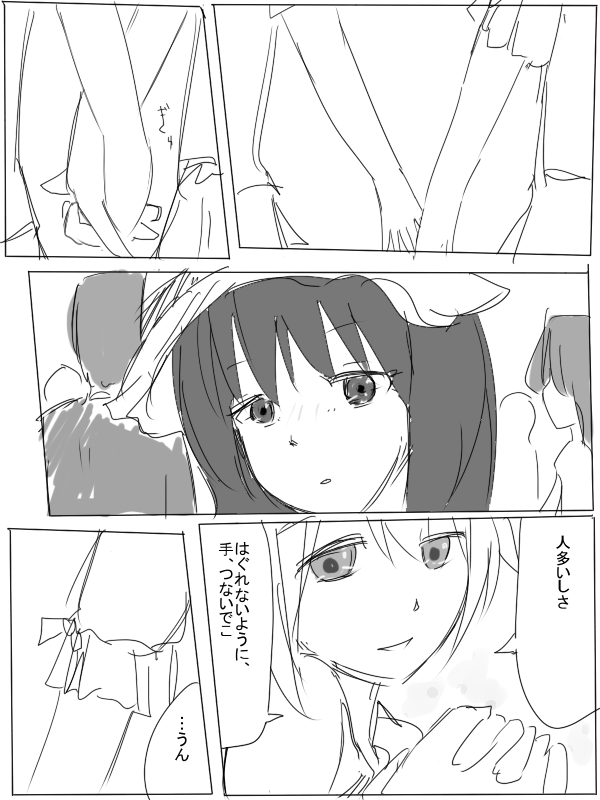 ぎゅ
人多いしさ
はぐれないように、
手、つないでこ
…うん